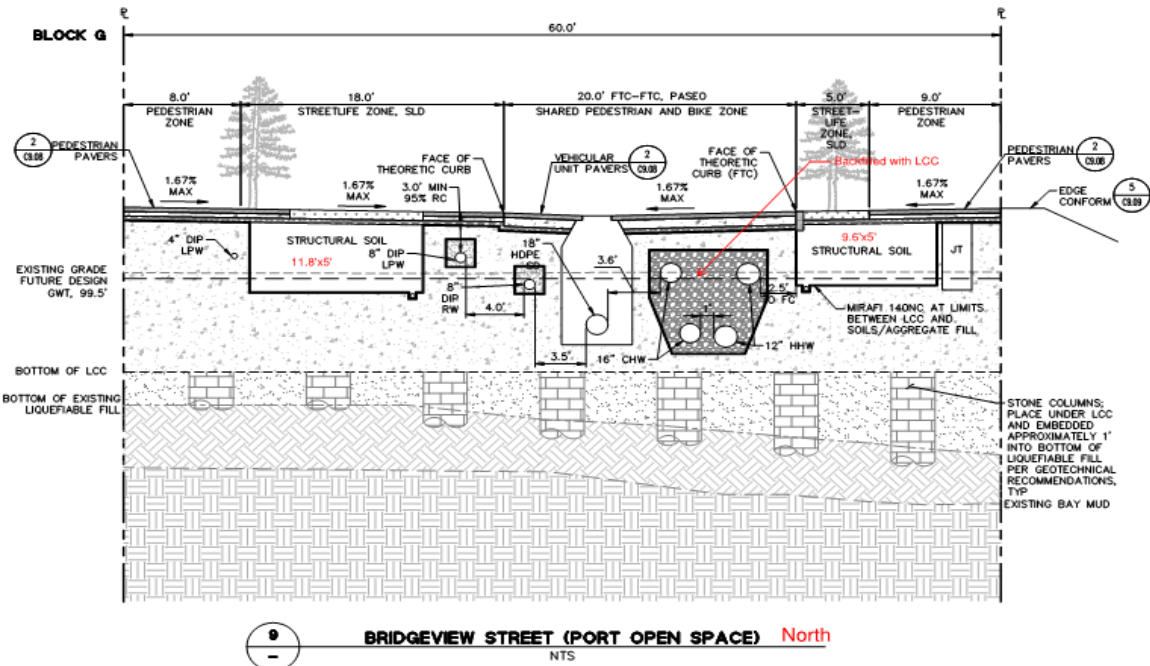 BLOCK G
60.0'
8.0'
PEDESTRIAN
ZONE
18.0'
STREETLIFE ZONE, SLD
20.0' FTC-FTC, PASEO
SHARED PEDESTRIAN AND BIKE ZONE
5.0'
STREET-
LIFE
ZONE,
SLD
9.0'
PEDESTRIAN
ZONE
2
C9.08
PEDESTRIAN
PAVERS
FACE OF
THEORETIC CURB
VEHICULAR
UNIT PAVERS
2
C9.08
FACE OF
THEORETIC
CURB (FTC)
Backfilled with LCC
PEDESTRIAN
PAVERS
2
C9.08
1.67%
MAX
1.67%
MAX
3.0' MIN
95% RC
1.67%
MAX
1.67%
MAX
EDGE
CONFORM
5
C9.09
4" DIP
LPW
STRUCTURAL SOIL
11.8'x5'
8" DIP
LPW
18"
HDPE
8"
DIP
RW
4.0'
3.6'
3.5'
9.6'x5'
STRUCTURAL SOIL
JT
2.5'
FC
EXISTING GRADE
FUTURE DESIGN
GWT, 99.5'
MIRAFI 140NC AT LIMITS
BETWEEN LCC AND
SOILS/AGGREGATE FILL
16" CHW
12" HHW
BOTTOM OF LCC
BOTTOM OF EXISTING
LIQUEFIABLE FILL
STONE COLUMNS;
PLACE UNDER LCC
AND EMBEDDED
APPROXIMATELY 1'
INTO BOTTOM OF
LIQUEFIABLE FILL
PER GEOTECHNICAL
RECOMMENDATIONS,
TYP
EXISTING BAY MUD
9
-
BRIDGEVIEW STREET (PORT OPEN SPACE) North
NTS